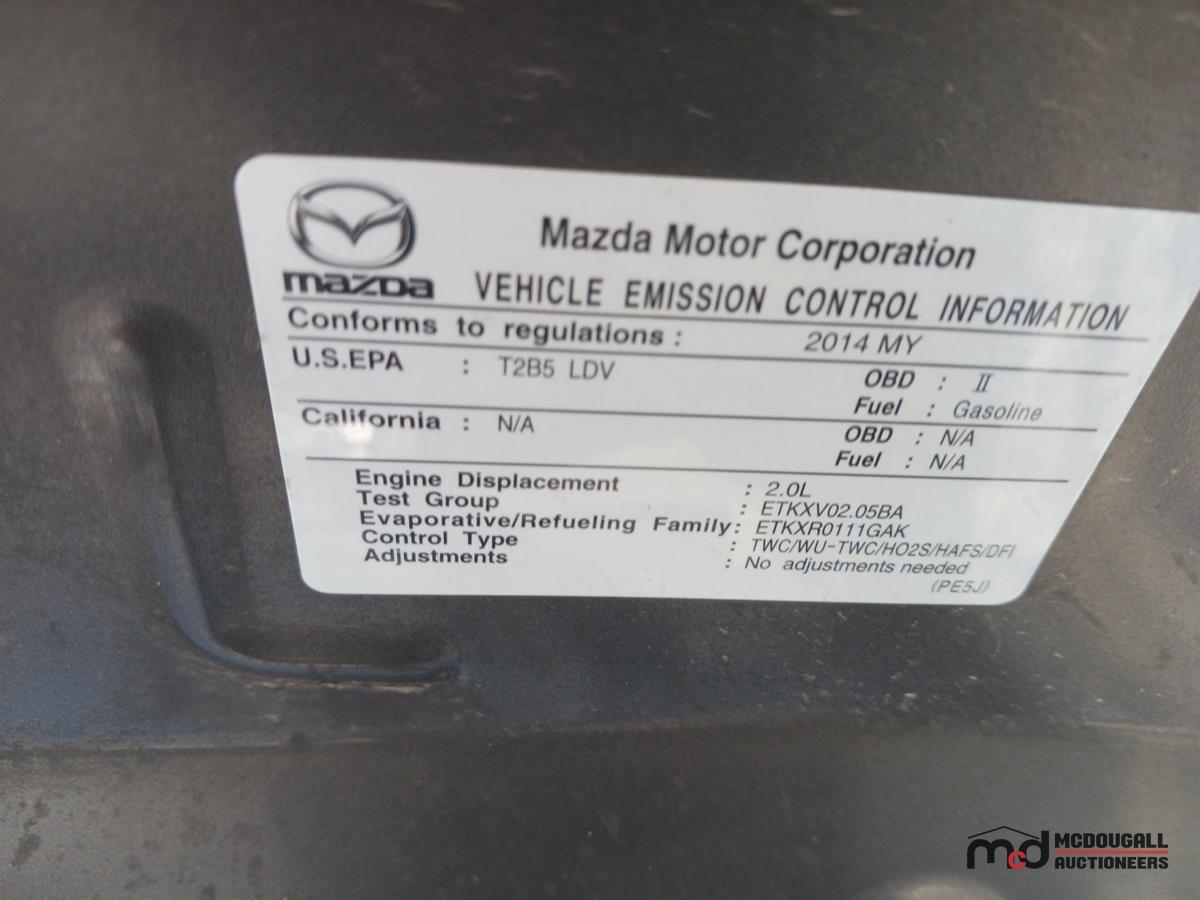 Mazda Motor Corporation
mazda VEHICLE EMISSION CONTROL INFORMATION
Conforms to regulations : 2014 MY
U.S.EPA : T2B5 LDV OBD : II
Fuel : Gasoline
California : N/A OBD : N/A
Fuel : N/A
Engine Displacement : 2.0L
Test Group : ETKXV02.05BA
Evaporative/Refueling Family: ETKXR0111GAK
Control Type : TWC/WU-TWC/HO2S/HAFS/DFI
Adjustments : No adjustments needed
(PE5J)
mcd MCDOUGALL
AUCTIONEERS